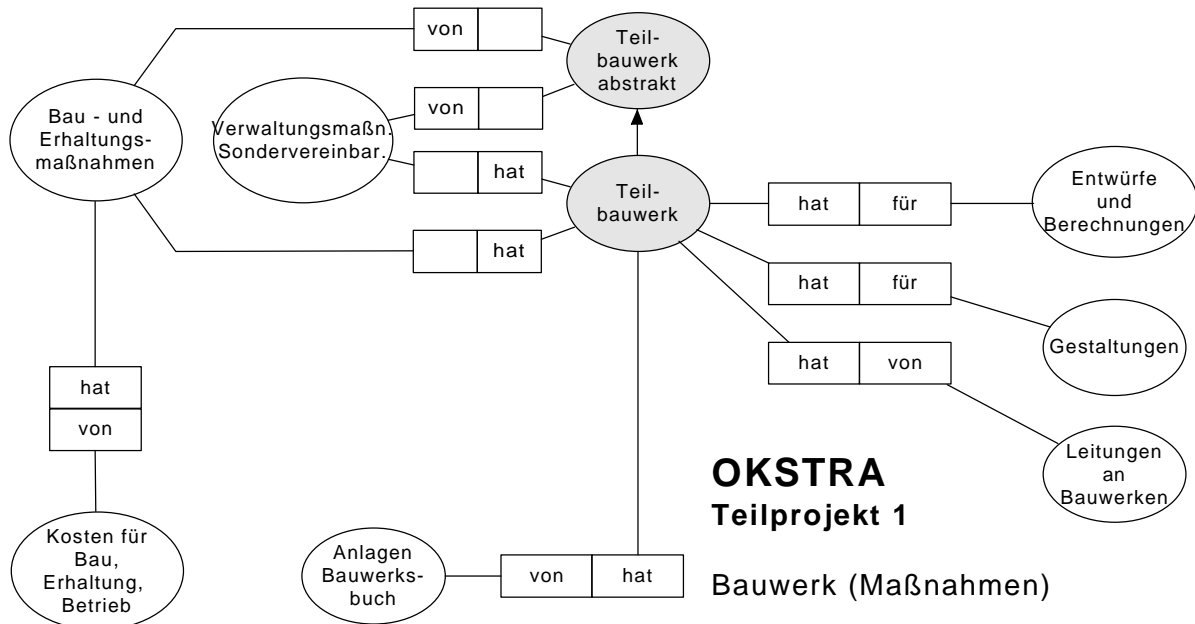 von
Teil-
bauwerk
abstrakt
von
Bau - und
Erhaltungs-
maßnahmen
Verwaltungsmaßn.
Sondervereinbar.
hat
Teil-
bauwerk
hat
hat für
Entwürfe
und
Berechnungen
hat für
Gestaltungen
hat von
Leitungen
an
Bauwerken
hat
von
Kosten für
Bau,
Erhaltung,
Betrieb
Anlagen
Bauwerks-
buch
von hat
OKSTRA
Teilprojekt 1
Bauwerk (Maßnahmen)